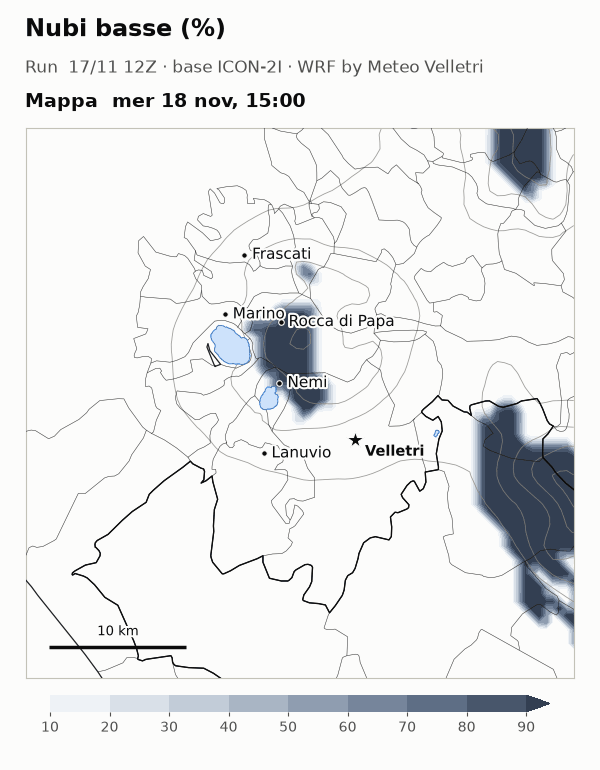 Nubi basse (%)
Run  17/11 12Z · base ICON-2I · WRF by Meteo Velletri
Mappa  mer 18 nov, 15:00
Frascati
Marino
Rocca di Papa
Nemi
Velletri
Lanuvio
10 km
10 20 30 40 50 60 70 80 90